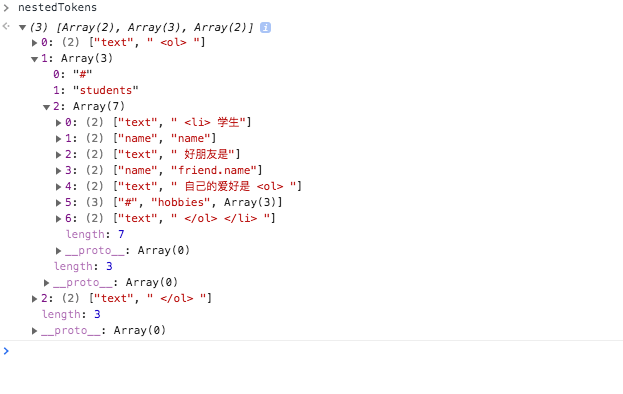 nestedTokens
(3) [Array(2), Array(3), Array(2)] i
0: (2) ["text", " <ol> "]
1: Array(3)
0: "#"
1: "students"
2: Array(7)
0: (2) ["text", " <li> 学生"]
1: (2) ["name", "name"]
2: (2) ["text", " 好朋友是"]
3: (2) ["name", "friend.name"]
4: (2) ["text", " 自己的爱好是 <ol> "]
5: (3) ["#", "hobbies", Array(3)]
6: (2) ["text", " </ol> </li> "]
length: 7
__proto__: Array(0)
length: 3
__proto__: Array(0)
2: (2) ["text", " </ol> "]
length: 3
__proto__: Array(0)